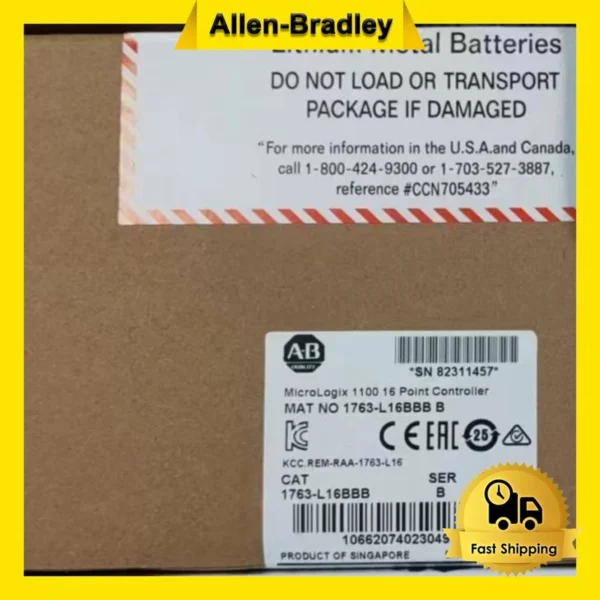 Allen-Bradley
Lithium Metal Batteries
DO NOT LOAD OR TRANSPORT
PACKAGE IF DAMAGED
"For more information in the U.S.A.and Canada,
call 1-800-424-9300 or 1-703-527-3887,
reference #CCN705433"
A-B
*SN 82311457*
MicroLogix 1100 16 Point Controller
MAT NO 1763-L16BBB B
CE EAC 25
KCC.REM-RAA-1763-L16
CAT SER
1763-L16BBB B
10662074023049
PRODUCT OF SINGAPORE
Fast Shipping